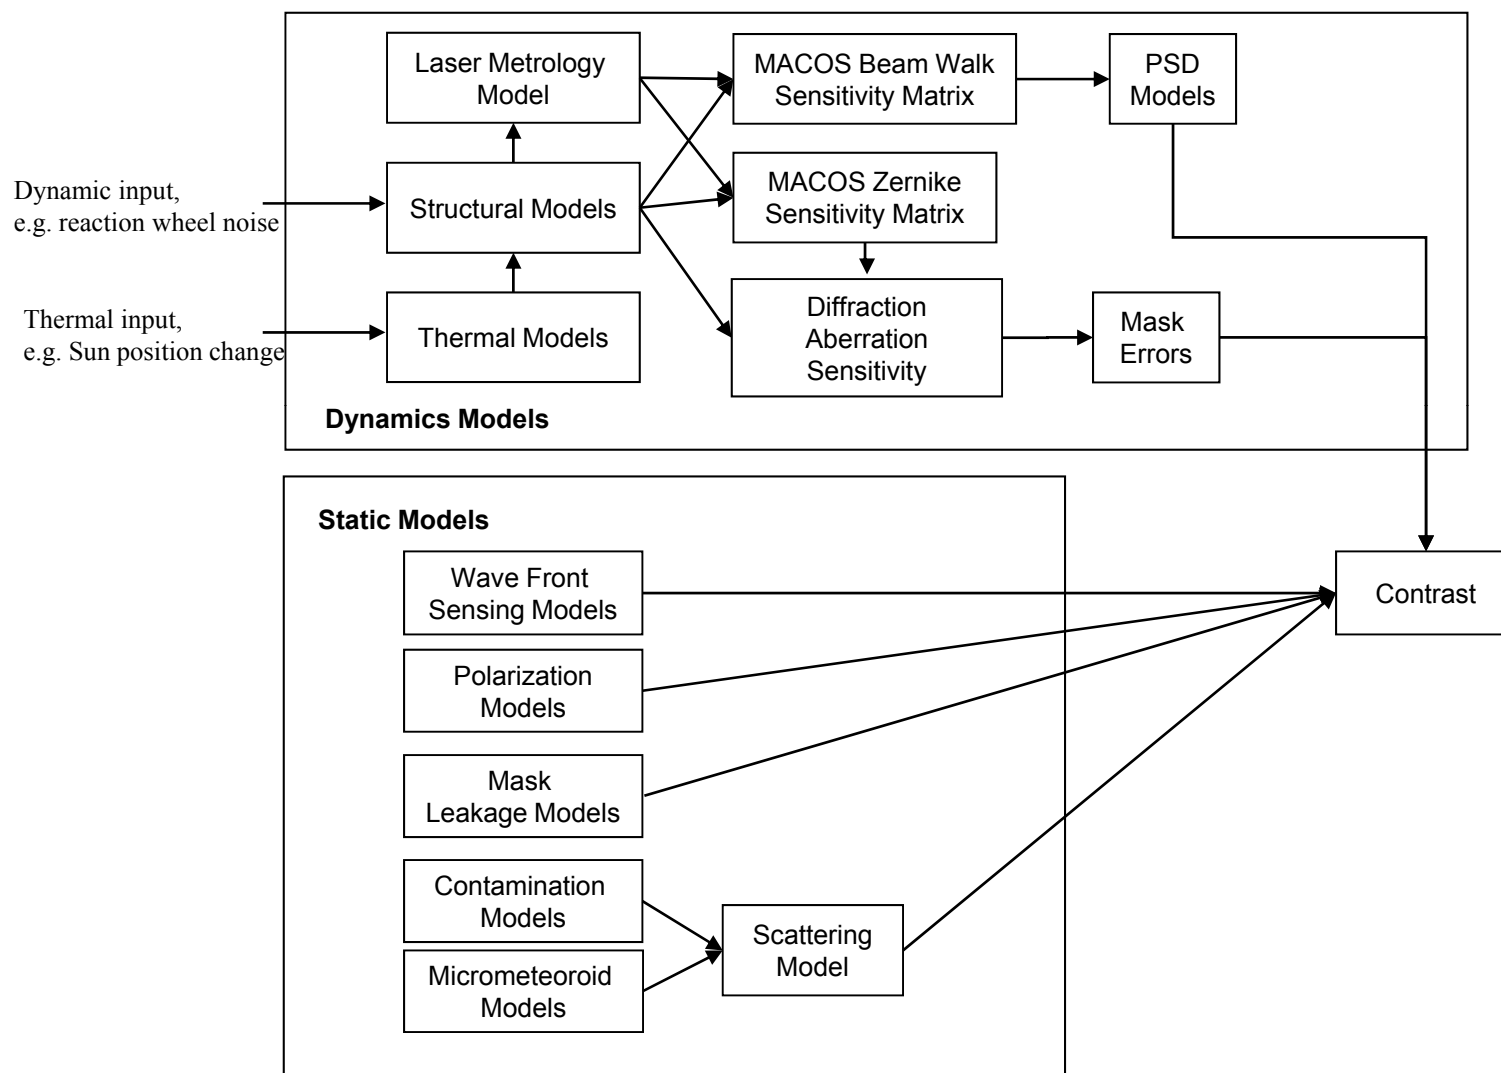 Laser Metrology
Model
MACOS Beam Walk
Sensitivity Matrix
PSD
Models
Dynamic input,
e.g. reaction wheel noise
Structural Models
MACOS Zernike
Sensitivity Matrix
Thermal input,
e.g. Sun position change
Thermal Models
Diffraction
Aberration
Sensitivity
Mask
Errors
Dynamics Models
Static Models
Wave Front
Sensing Models
Contrast
Polarization
Models
Mask
Leakage Models
Contamination
Models
Scattering
Model
Micrometeoroid
Models